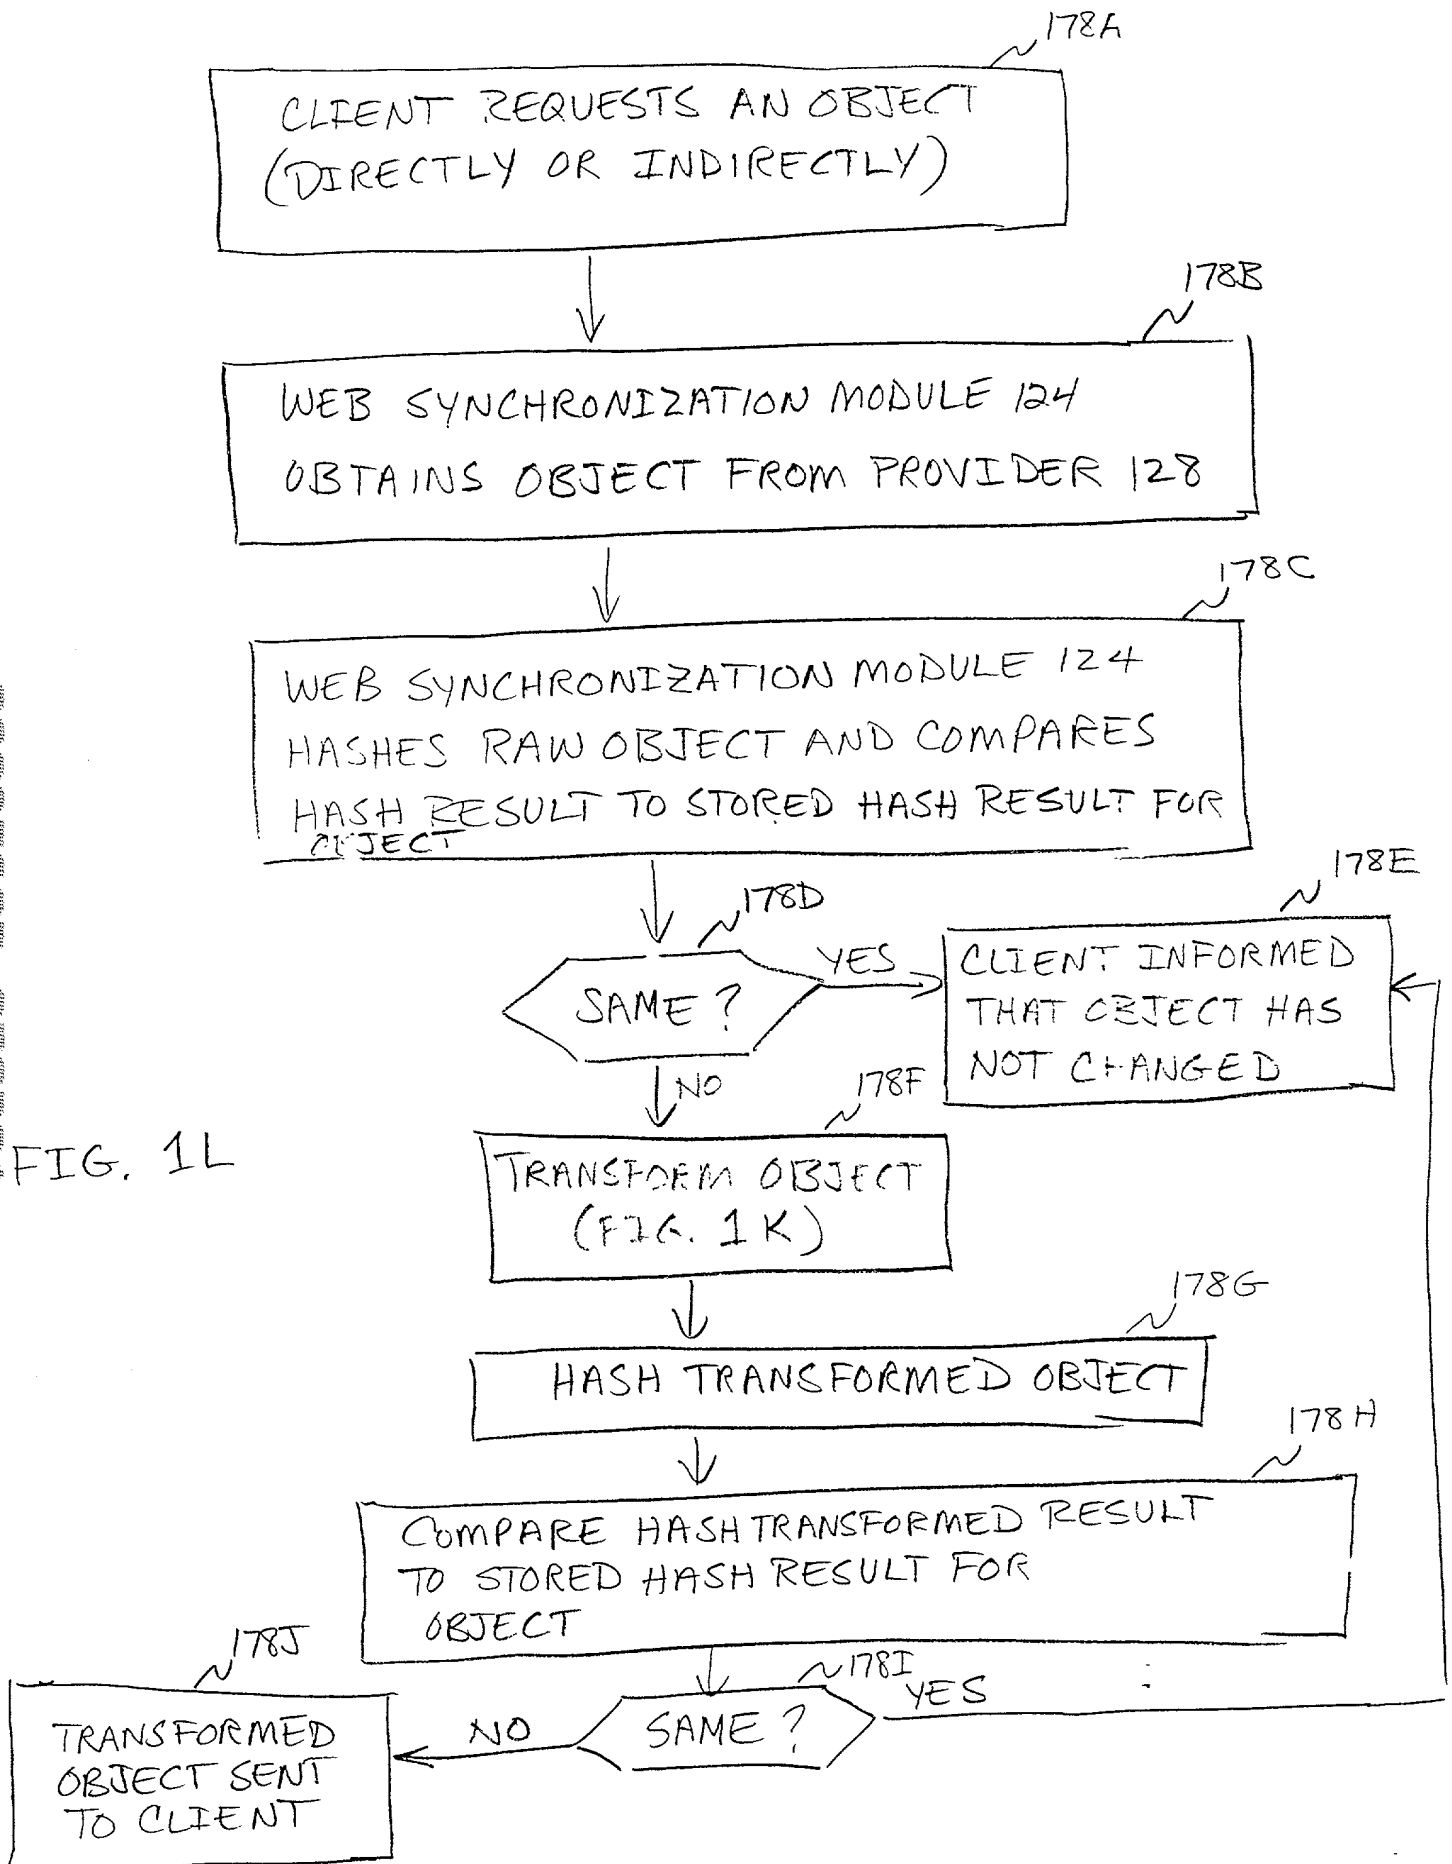 178A
CLIENT REQUESTS AN OBJECT
(DIRECTLY OR INDIRECTLY)
178B
WEB SYNCHRONIZATION MODULE 124
OBTAINS OBJECT FROM PROVIDER 128
178C
WEB SYNCHRONIZATION MODULE 124
HASHES RAW OBJECT AND COMPARES
HASH RESULT TO STORED HASH RESULT FOR
OBJECT
178D
SAME?
YES
178E
CLIENT INFORMED
THAT OBJECT HAS
NOT CHANGED
NO
178F
TRANSFORM OBJECT
(FIG. 1K)
FIG. 1L
178G
HASH TRANSFORMED OBJECT
178H
COMPARE HASH TRANSFORMED RESULT
TO STORED HASH RESULT FOR
OBJECT
178I
SAME?
YES
NO
178J
TRANSFORMED
OBJECT SENT
TO CLIENT